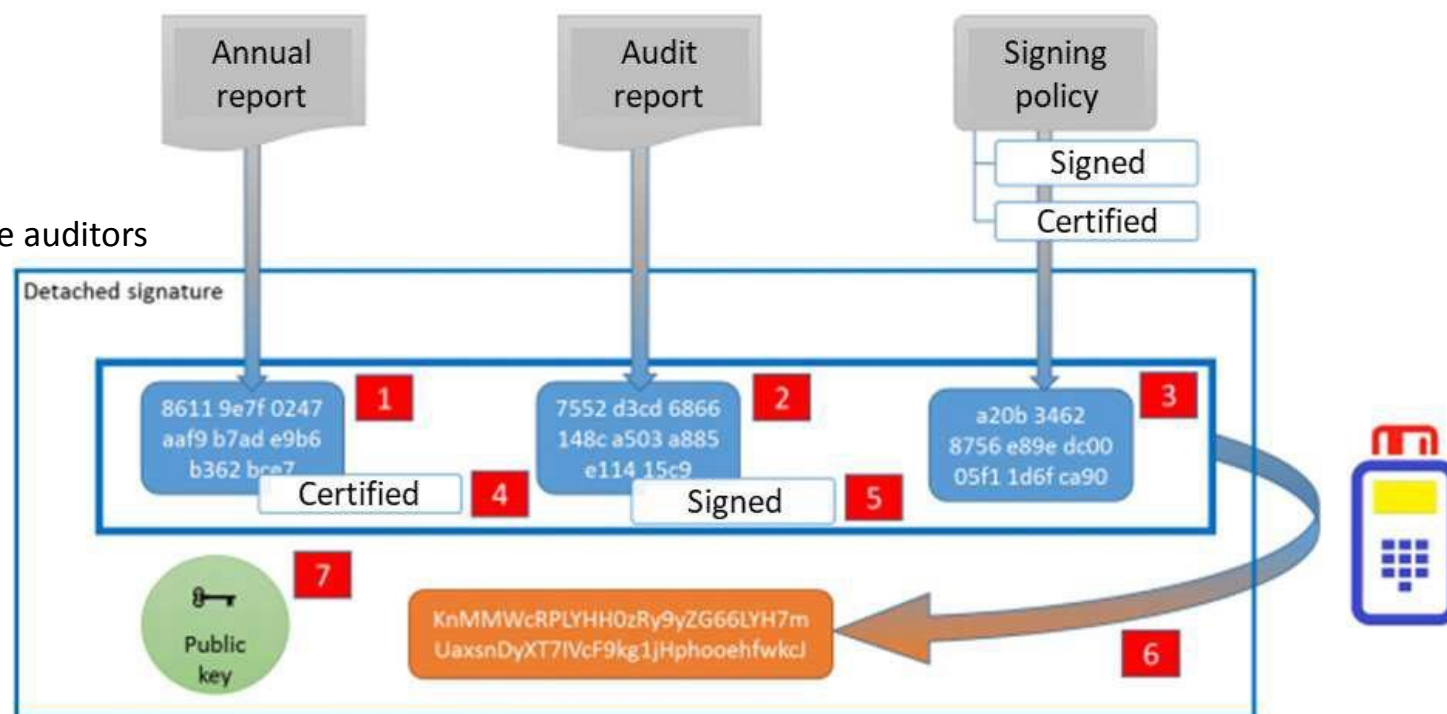 Annual
report
Audit
report
Signing
policy
Signed
Certified
e auditors
Detached signature
8611 9e7f 0247
aaf9 b7ad e9b6
b362 bce7
1
Certified
4
7552 d3cd 6866
148c a503 a885
e114 15c9
2
Signed
5
a20b 3462
8756 e89e dc00
05f1 1d6f ca90
3
7
Public
key
KnMMWcRPLYHH0zRy9yZG66LYH7m
UaxsnDyXT7IVcF9kg1jHphooehfwkcJ
6